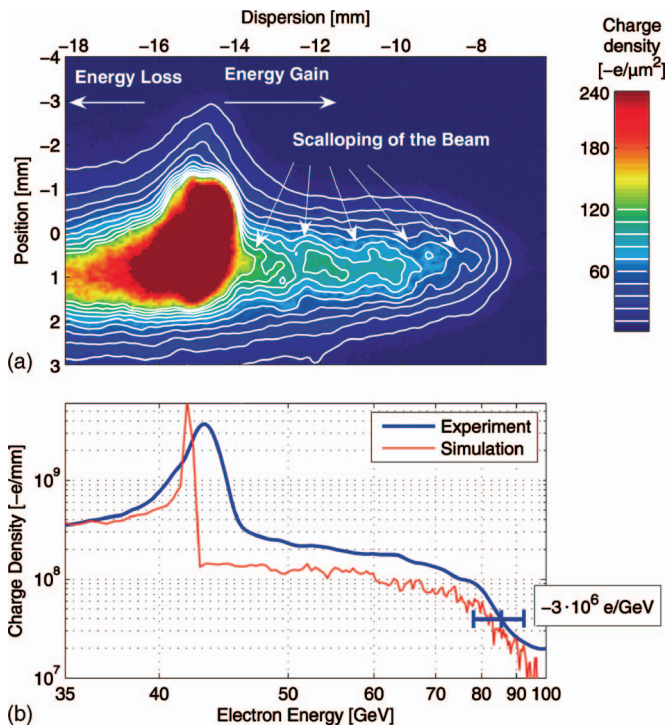 Dispersion [mm]
−18 −16 −14 −12 −10 −8
Charge
density
[−e/µm²]
−4
−3
−2
−1
0
1
2
3
Position [mm]
Energy Loss
Energy Gain
Scalloping of the Beam
240
180
120
60
(a)
10⁹
10⁸
10⁷
Charge Density [−e/mm]
Experiment
Simulation
−3 · 10⁶ e/GeV
35 40 50 60 70 80 90 100
(b)
Electron Energy [GeV]